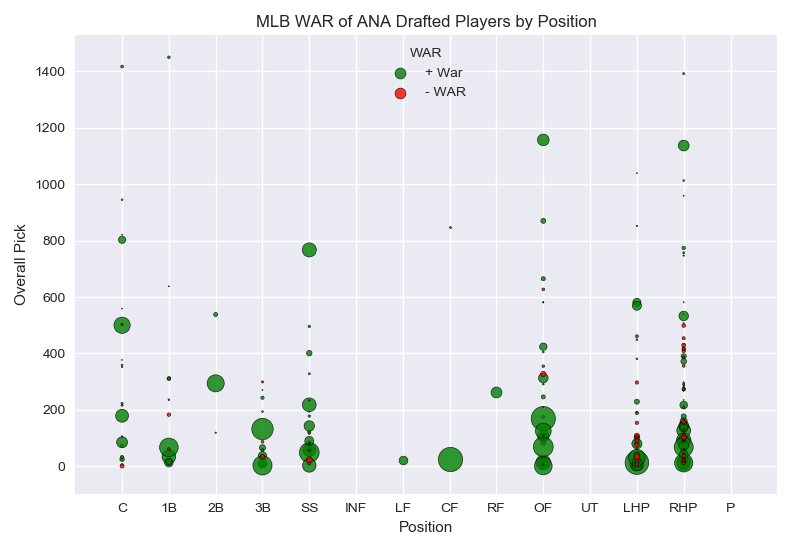 MLB WAR of ANA Drafted Players by Position
WAR
+ War
- WAR
1400
1200
1000
800
600
400
200
0
Overall Pick
C 1B 2B 3B SS INF LF CF RF OF UT LHP RHP P
Position